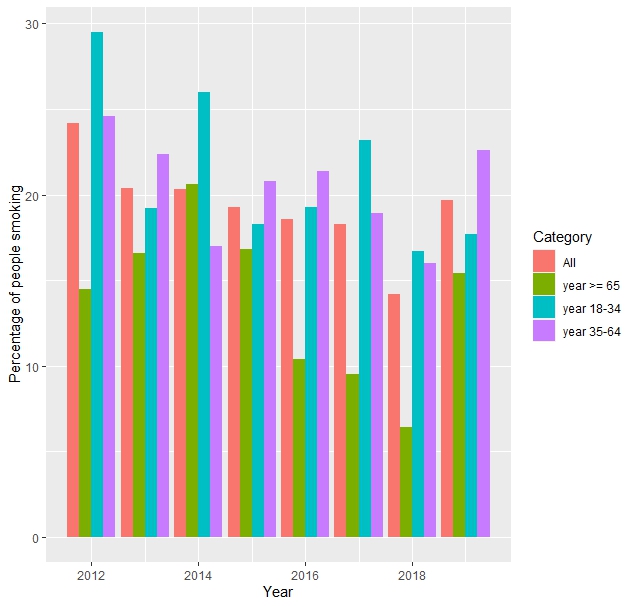 30
20
10
0
Percentage of people smoking
2012 2014 2016 2018
Year
Category
All
year >= 65
year 18-34
year 35-64